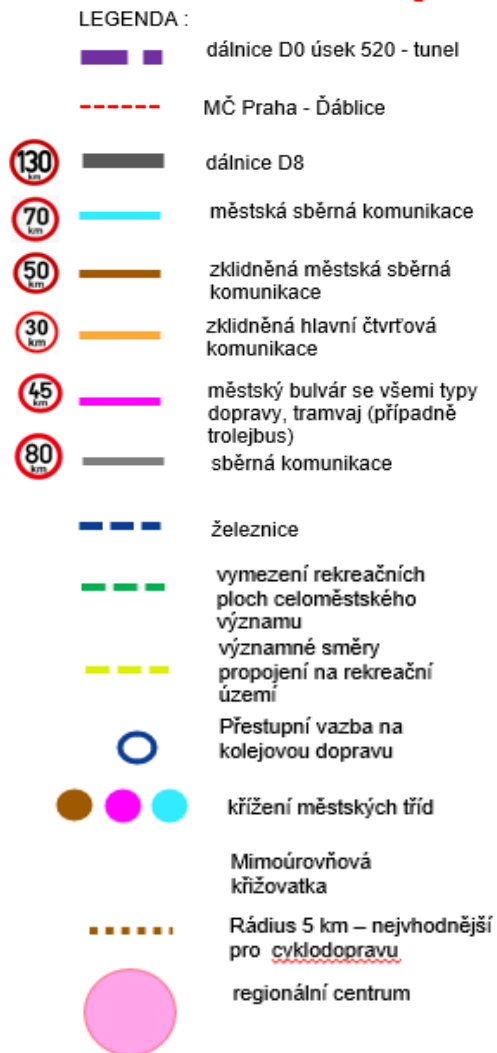 LEGENDA :
dálnice D0 úsek 520 - tunel
MČ Praha - Ďáblice
130 km
dálnice D8
70 km
městská sběrná komunikace
50 km
zklidněná městská sběrná
komunikace
30 km
zklidněná hlavní čtvrťová
komunikace
45 km
městský bulvár se všemi typy
dopravy, tramvaj (případně
trolejbus)
80 km
sběrná komunikace
železnice
vymezení rekreačních
ploch celoměstského
významu
významné směry
propojení na rekreační
území
Přestupní vazba na
kolejovou dopravu
křížení městských tříd
Mimoúrovňová
křižovatka
Rádius 5 km – nejvhodnější
pro cyklodopravu
regionální centrum